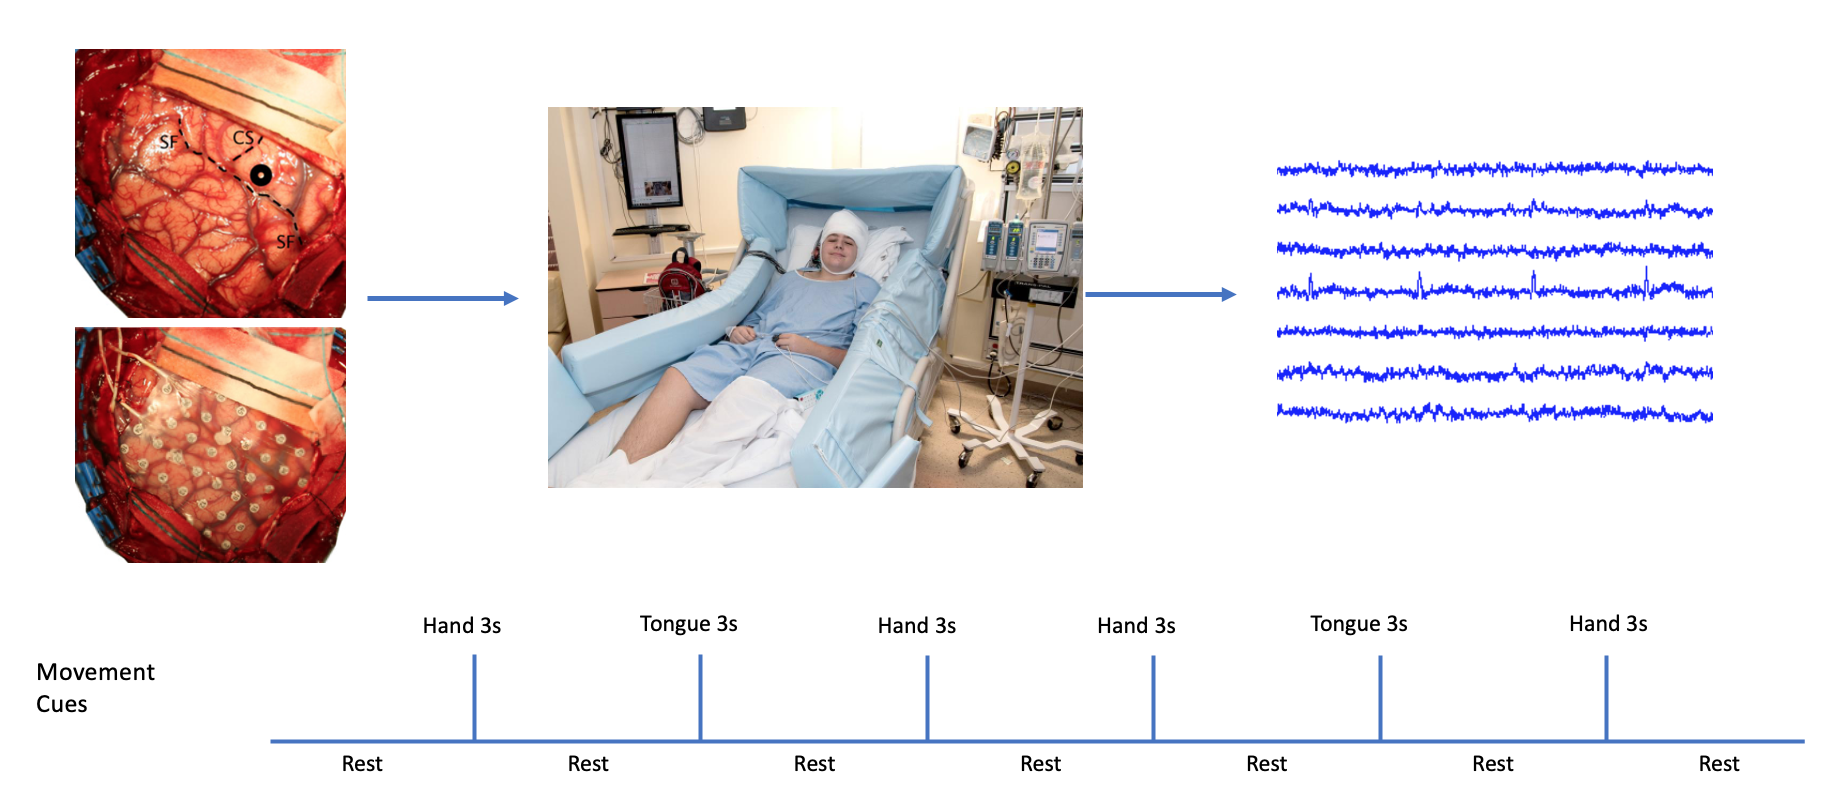 SF
CS
SF
Hand 3s
Tongue 3s
Hand 3s
Hand 3s
Tongue 3s
Hand 3s
Movement
Cues
Rest
Rest
Rest
Rest
Rest
Rest
Rest